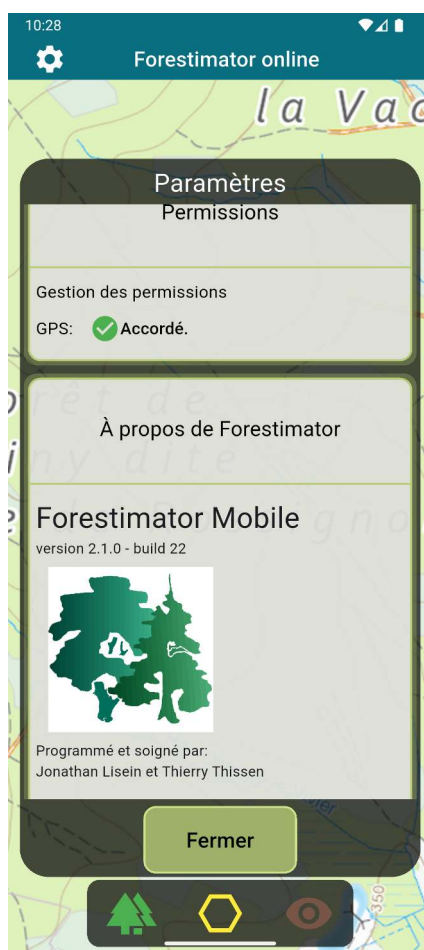 10:28
Forestimator online
la Vac
Paramètres
Permissions
Gestion des permissions
GPS: Accordé.
À propos de Forestimator
Forestimator Mobile
version 2.1.0 - build 22
Programmé et soigné par:
Jonathan Lisein et Thierry Thissen
Fermer
350